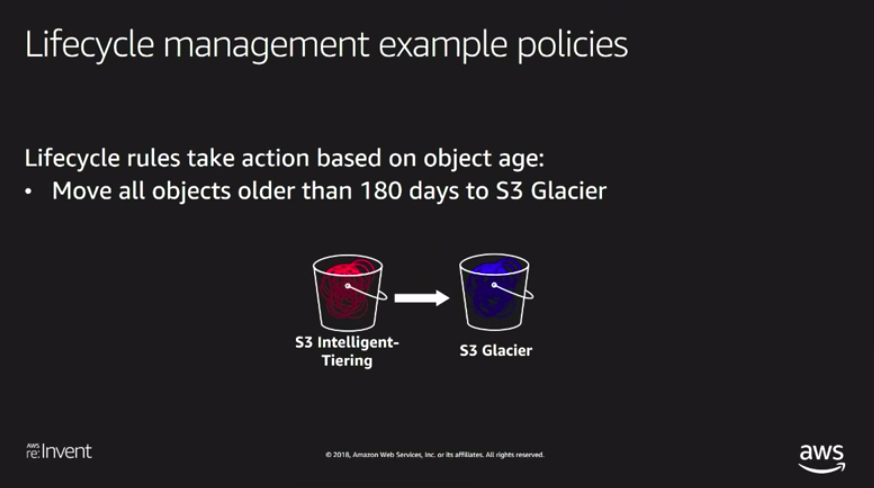 Lifecycle management example policies
Lifecycle rules take action based on object age:
• Move all objects older than 180 days to S3 Glacier
S3 Intelligent-
Tiering
S3 Glacier
AWS
re:Invent
© 2018, Amazon Web Services, Inc. or its affiliates. All rights reserved.
aws